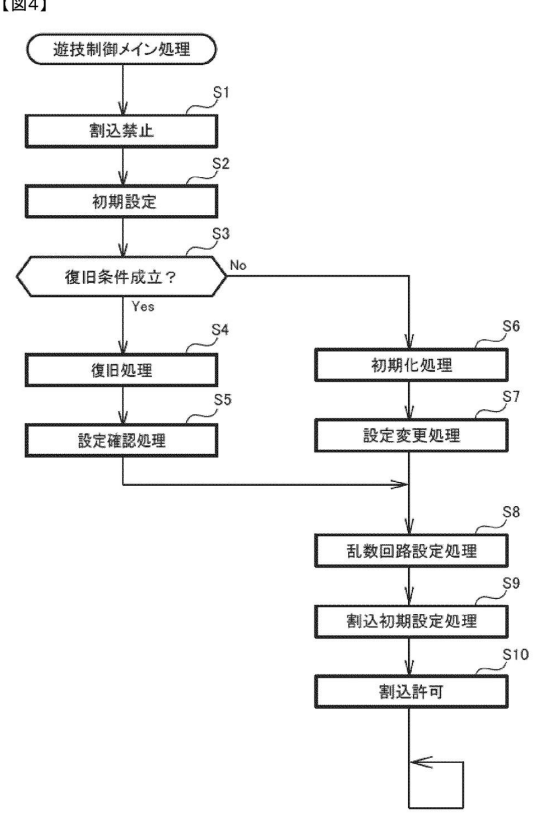 【図4】
遊技制御メイン処理
S1
割込禁止
S2
初期設定
S3
復旧条件成立？
No
Yes
S4
復旧処理
S5
設定確認処理
S6
初期化処理
S7
設定変更処理
S8
乱数回路設定処理
S9
割込初期設定処理
S10
割込許可